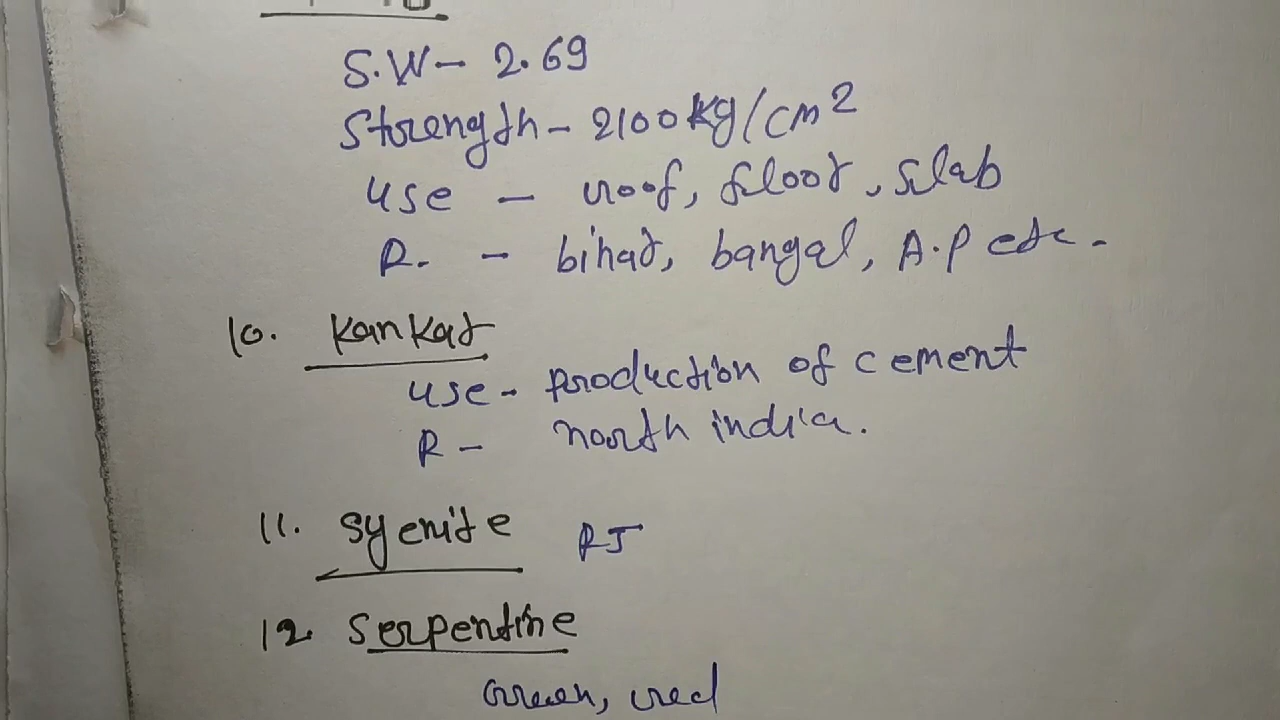 S.W- 2.69
Strength - 2100 kg/cm2
use - roof, floor, slab
R. - bihar, bangal, A.P etc.
10. Kankar
use - production of cement
R - north india.
11. Syenite RJ
12 Serpentine
Green, red